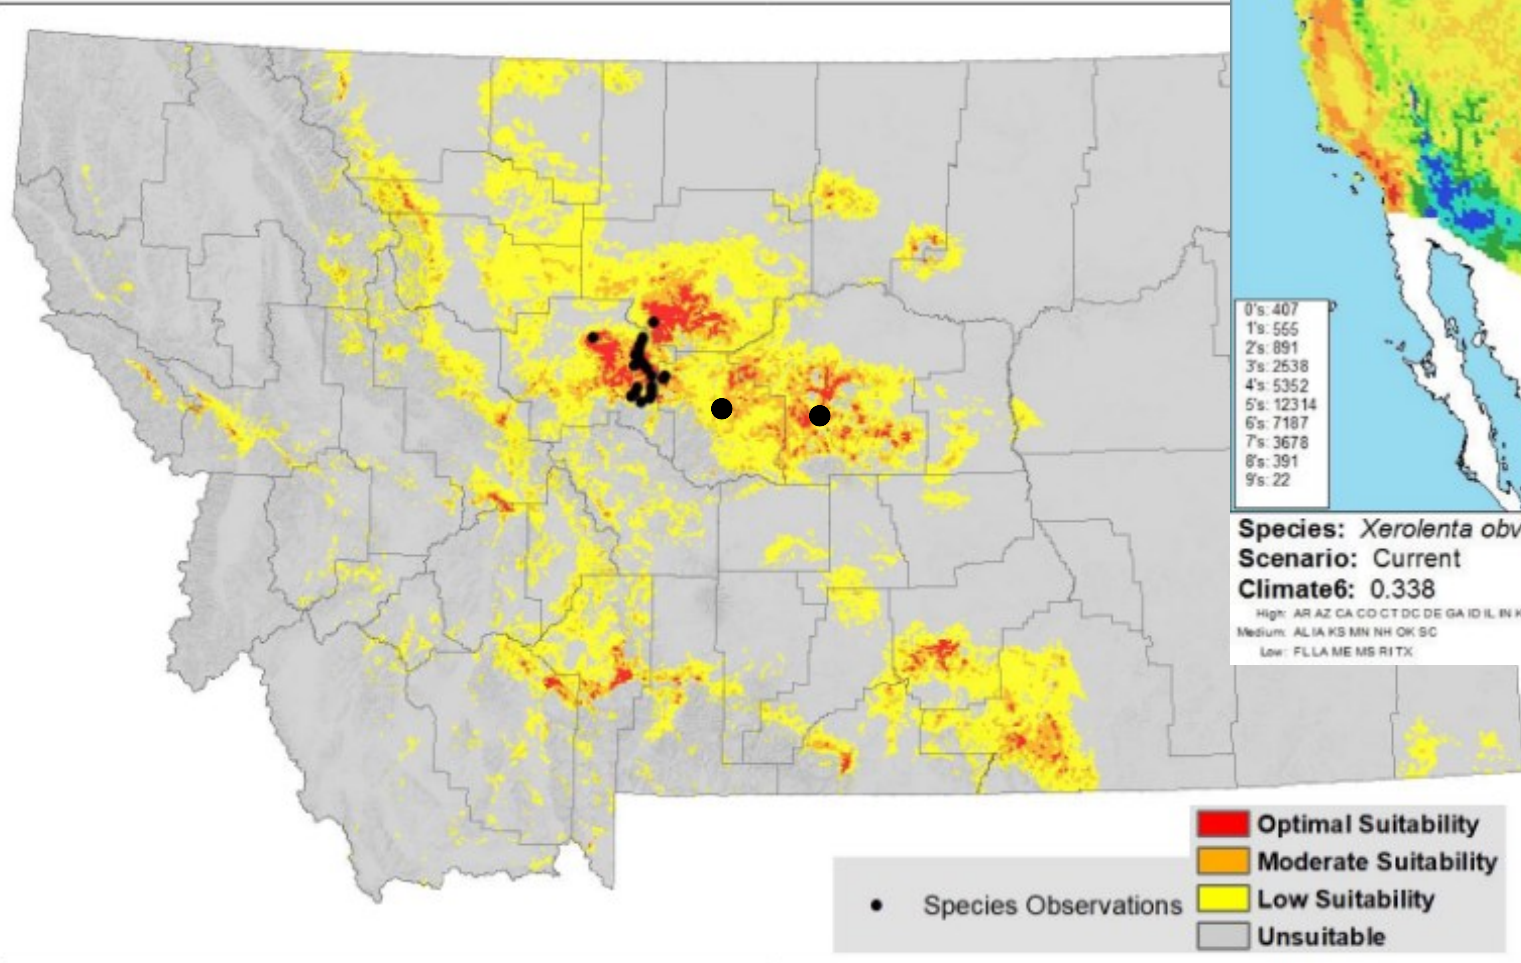 0's: 407
1's: 555
2's: 891
3's: 2538
4's: 5352
5's: 12314
6's: 7187
7's: 3678
8's: 391
9's: 22
Species: Xerolenta obv
Scenario: Current
Climate6: 0.338
High: AR AZ CA CO CT DC DE GA ID IL IN K
Medium: AL IA KS MN NH OK SC
Low: FL LA ME MS RI TX
Optimal Suitability
Moderate Suitability
Species Observations
Low Suitability
Unsuitable